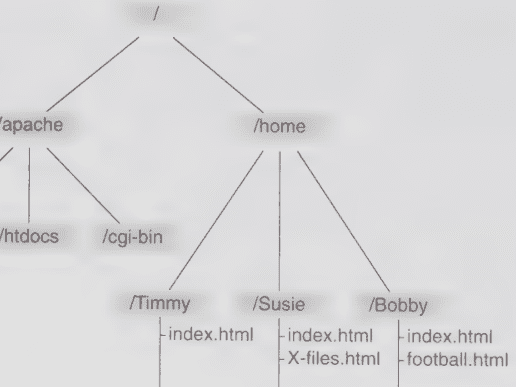 /
/apache
/home
/htdocs
/cgi-bin
/Timmy
/Susie
/Bobby
index.html
index.html
index.html
X-files.html
football.html